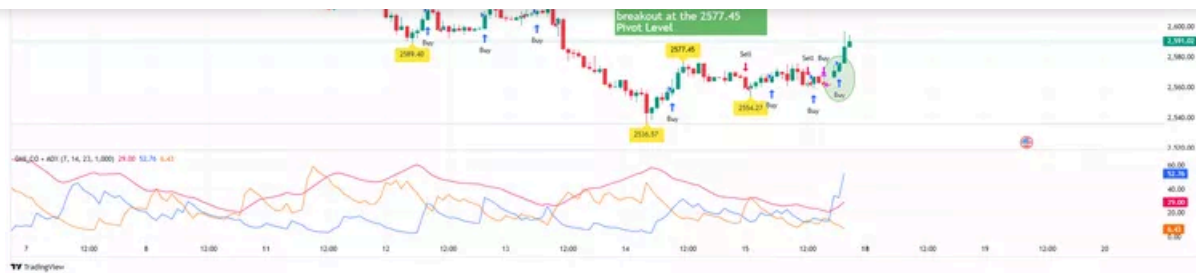 breakout at the 2577.45
Pivot Level
2,600.00
2,591.02
2,580.00
2,560.00
2,540.00
2,520.00
Buy
Buy
Buy
2589.40
2577.45
Sell
Sell Buy
Buy
Buy
Buy
Buy
2554.27
2536.57
+ ADX (7, 14, 23, 1,000) 29.00 52.76 6.43
60.00
52.76
40.00
29.00
20.00
6.43
0.00
7 12:00 8 12:00 11 12:00 12 12:00 13 12:00 14 12:00 15 12:00 18 12:00 19 12:00 20
TradingView